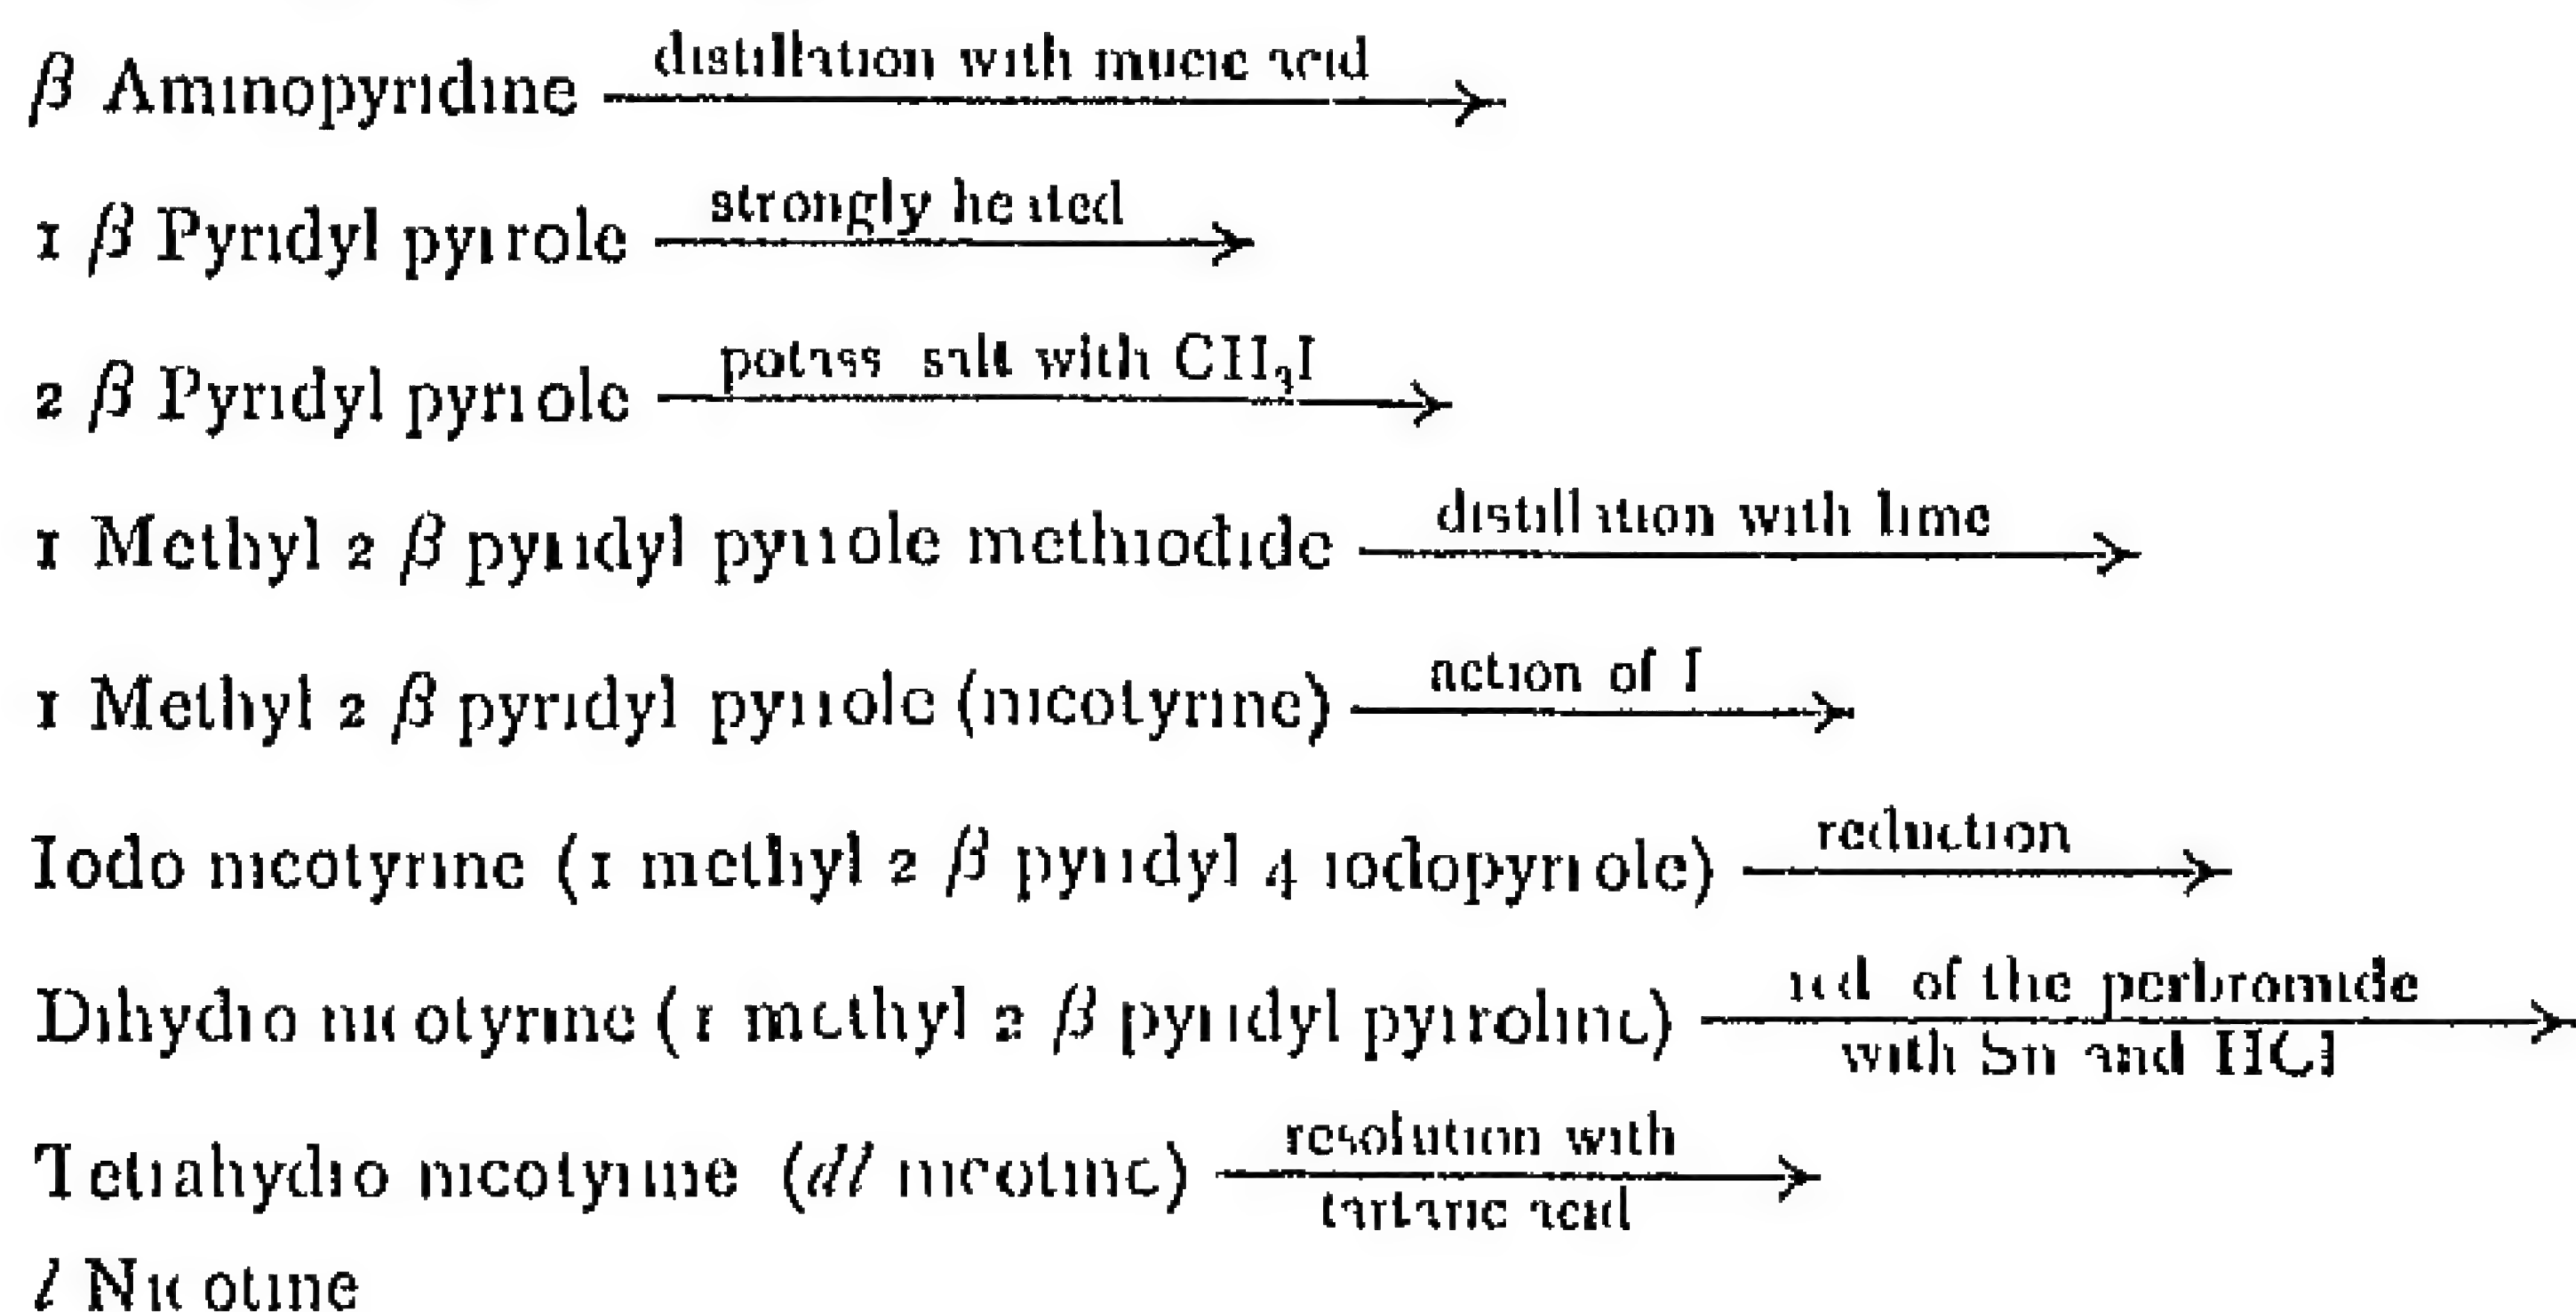 β Aminopyridine distillation with mucic acid →
1 β Pyridyl pyrrole strongly heated →
2 β Pyridyl pyrrole potass salt with CH₃I →
1 Methyl 2 β pyridyl pyrrole methiodide distillation with lime →
1 Methyl 2 β pyridyl pyrrole (nicotyrine) action of I →
Iodo nicotyrine (1 methyl 2 β pyridyl 4 iodopyrrole) reduction →
Dihydro nicotyrine (1 methyl 2 β pyridyl pyrroline) red of the perbromide with Sn and HCl →
Tetrahydro nicotyrine (dl nicotine) resolution with tartaric acid →
l Nicotine